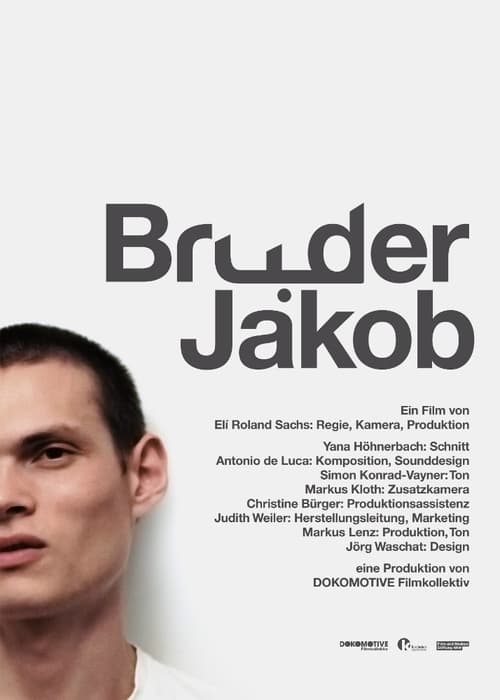 Bruder
Jakob
Ein Film von
Elí Roland Sachs: Regie, Kamera, Produktion
Yana Höhnerbach: Schnitt
Antonio de Luca: Komposition, Sounddesign
Simon Konrad-Vayner: Ton
Markus Kloth: Zusatzkamera
Christine Bürger: Produktionsassistenz
Judith Weiler: Herstellungsleitung, Marketing
Markus Lenz: Produktion, Ton
Jörg Waschat: Design
eine Produktion von
DOKOMOTIVE Filmkollektiv
DOKOMOTIVE
Filmkollektiv